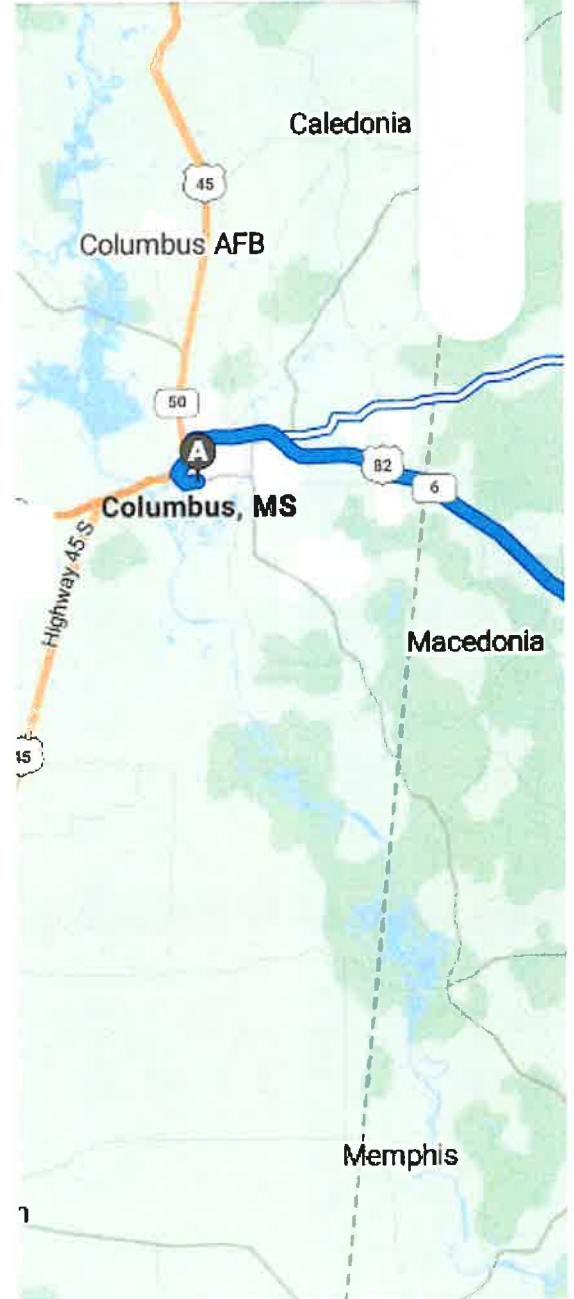 Caledonia
45
Columbus AFB
50
A
82
6
Columbus, MS
Highway 45 S
Macedonia
45
Memphis
n